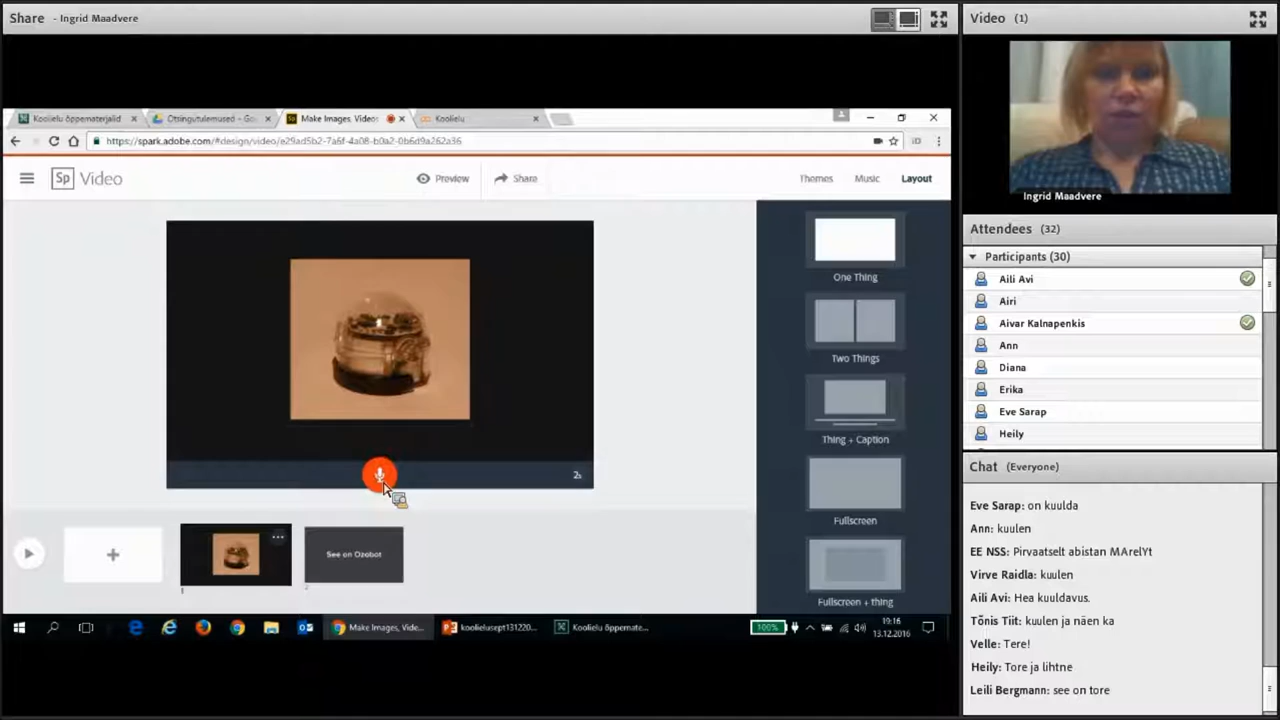 Share - Ingrid Maadvere
Koolielu õppematerjalid
Otsingutulemused – Goo
Make Images, Videos
Koolielu
https://spark.adobe.com/#design/video/e29ad5b2-7a6f-4a08-b0a2-0b6d9a262a36
Sp Video
Preview
Share
Themes
Music
Layout
2s
One Thing
Two Things
Thing + Caption
Fullscreen
Fullscreen + thing
See on Ozobot
1
2
Make Images, Vide...
koolielusept131220...
Koolielu õppemate...
100%
19:16
13.12.2016
Video (1)
Ingrid Maadvere
Attendees (32)
Participants (30)
Aili Avi
Airi
Aivar Kalnapenkis
Ann
Diana
Erika
Eve Sarap
Heily
Chat (Everyone)
Eve Sarap: on kuulda
Ann: kuulen
EE NSS: Pirvaatselt abistan MArelYt
Virve Raidla: kuulen
Aili Avi: Hea kuuldavus.
Tõnis Tiit: kuulen ja näen ka
Velle: Tere!
Heily: Tore ja lihtne
Leili Bergmann: see on tore